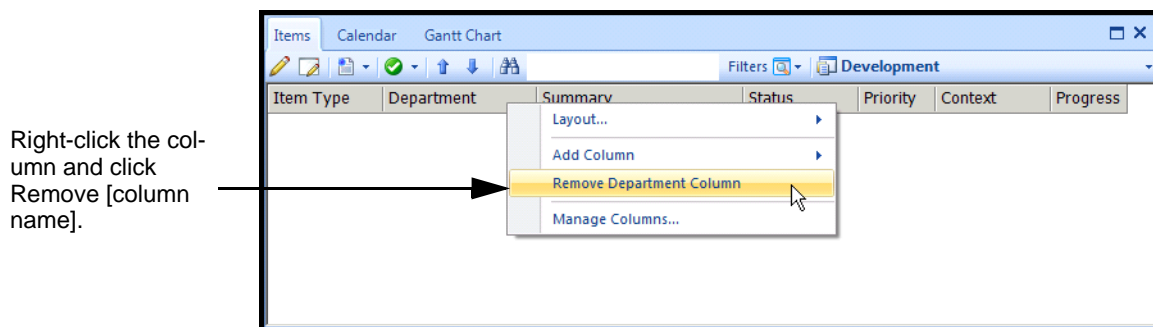 Items Calendar Gantt Chart
Filters Development
Item Type Department Summary Status Priority Context Progress
Layout...
Add Column
Remove Department Column
Manage Columns...
Right-click the col-
umn and click
Remove [column
name].